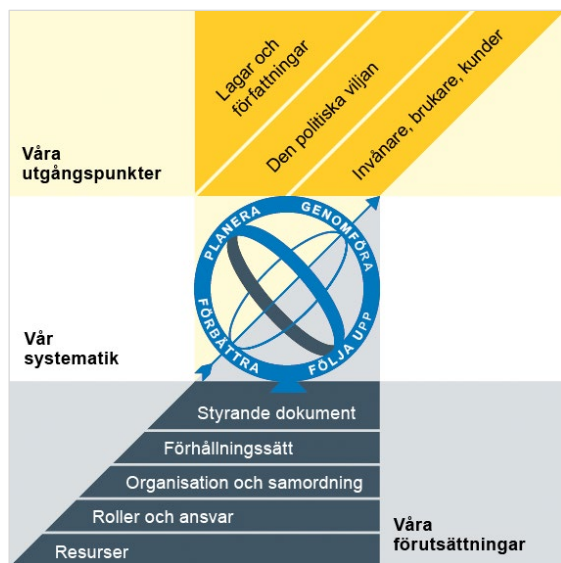 Lagar och
författningar
Den politiska viljan
Invånare, brukare, kunder
Våra
utgångspunkter
PLANERA
GENOMFÖRA
FÖLJA UPP
FÖRBÄTTRA
Vår
systematik
Styrande dokument
Förhållningssätt
Organisation och samordning
Roller och ansvar
Resurser
Våra
förutsättningar